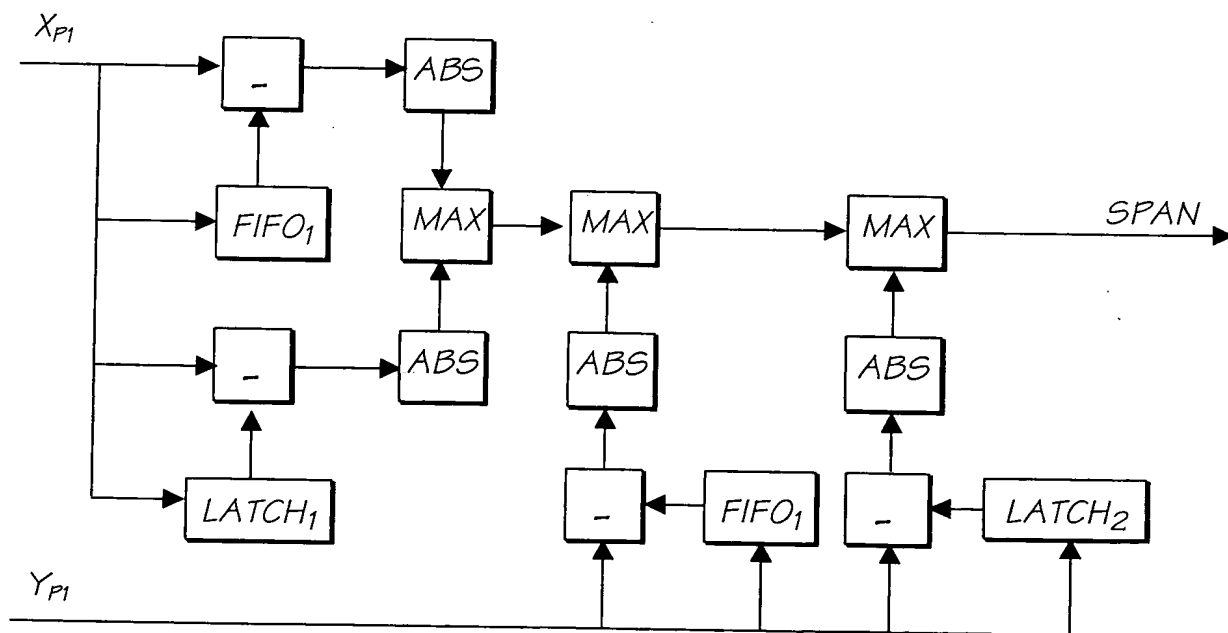 X_P1
-
ABS
FIFO_1
MAX
MAX
MAX
SPAN
-
ABS
ABS
ABS
LATCH_1
-
FIFO_1
-
LATCH_2
Y_P1